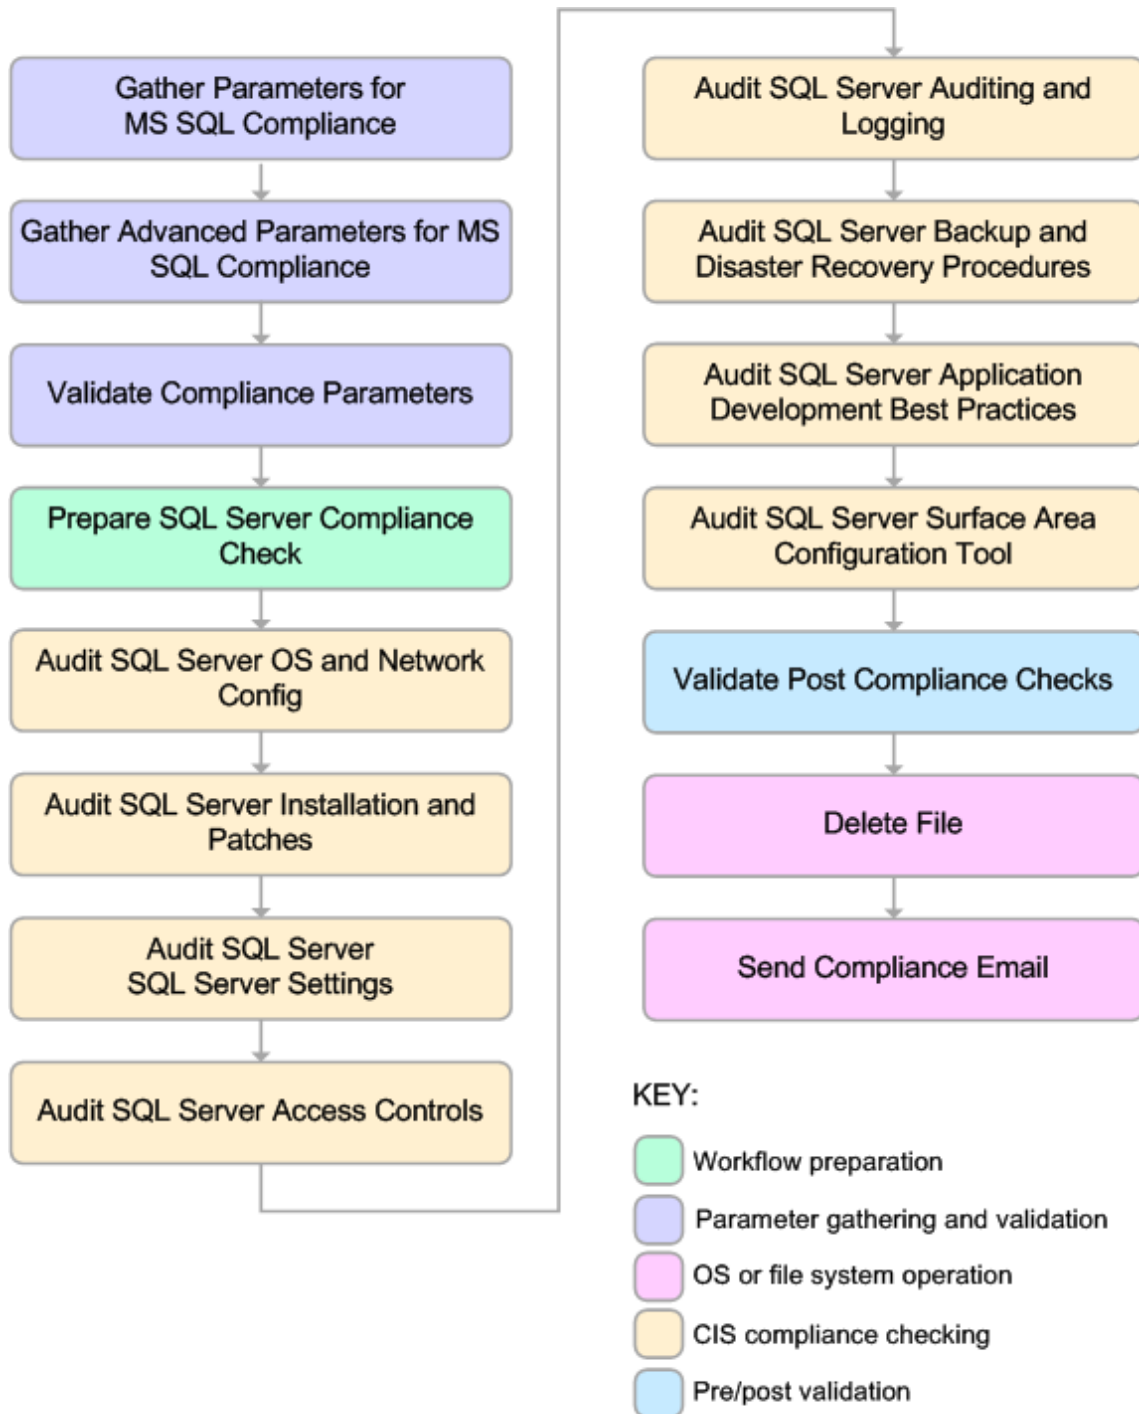 Gather Parameters for
MS SQL Compliance
Gather Advanced Parameters for MS
SQL Compliance
Validate Compliance Parameters
Prepare SQL Server Compliance
Check
Audit SQL Server OS and Network
Config
Audit SQL Server Installation and
Patches
Audit SQL Server
SQL Server Settings
Audit SQL Server Access Controls
Audit SQL Server Auditing and
Logging
Audit SQL Server Backup and
Disaster Recovery Procedures
Audit SQL Server Application
Development Best Practices
Audit SQL Server Surface Area
Configuration Tool
Validate Post Compliance Checks
Delete File
Send Compliance Email
KEY:
Workflow preparation
Parameter gathering and validation
OS or file system operation
CIS compliance checking
Pre/post validation